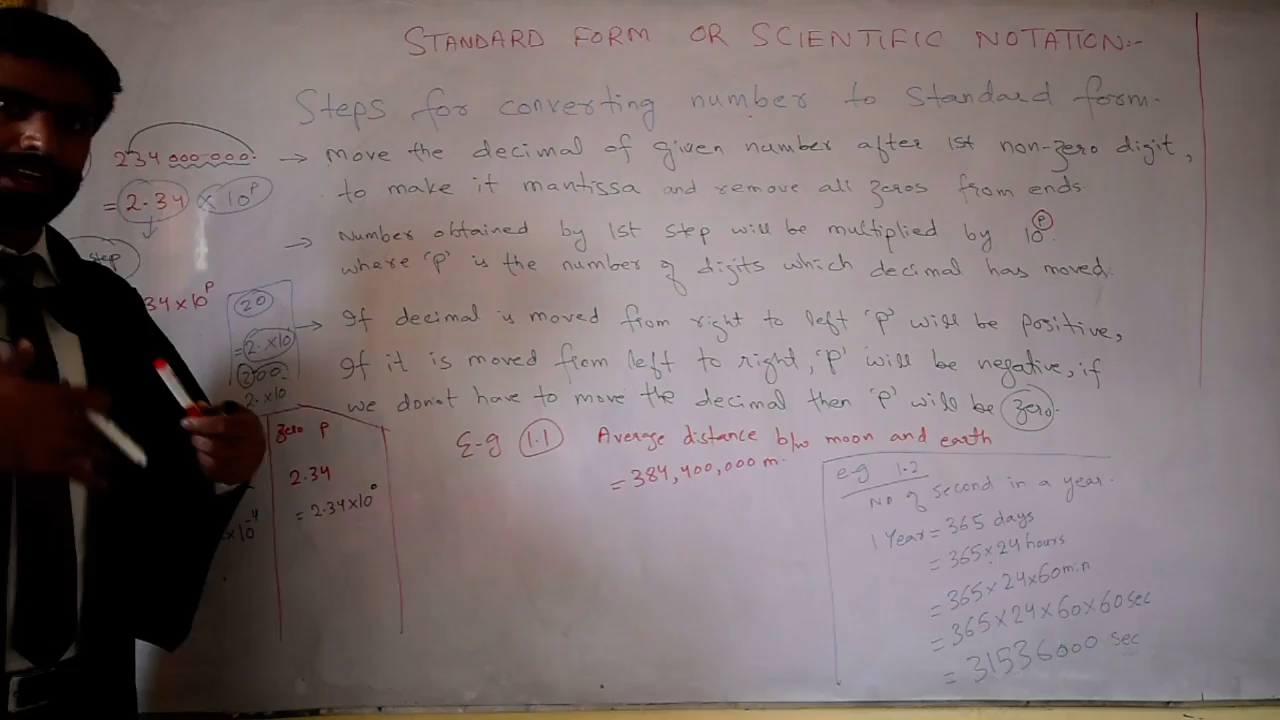 STANDARD FORM OR SCIENTIFIC NOTATION:-
Steps for converting number to Standard form.
234 000 000 000.
→ move the decimal of given number after 1st non-zero digit,
to make it mantissa and remove all zeros from ends.
= 2.34 × 10^P
→ Number obtained by 1st step will be multiplied by 10^P.
where 'P' is the number of digits which decimal has moved.
step
34×10^P
→ If decimal is moved from right to left 'P' will be positive,
If it is moved from left to right, 'P' will be negative, if
we donot have to move the decimal then 'P' will be zero.
20
= 2.×10
200.
2.×10
Zero P
2.34
= 2.34×10^0
×10^-4
E-g 1.1 Average distance b/w moon and earth
= 384,400,000 m.
e-g 1.2
No of second in a year.
1 Year = 365 days
= 365×24 hours
= 365×24×60 min
= 365×24×60×60 sec
= 31536000 sec